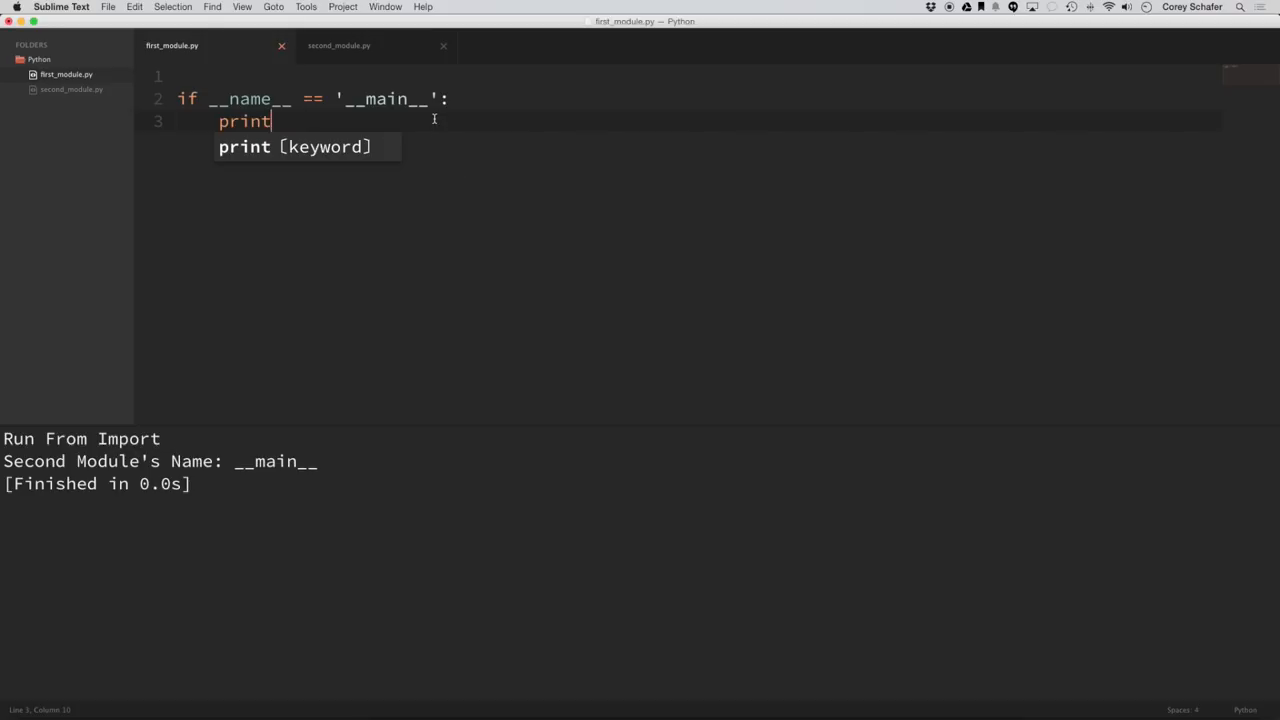 Sublime Text File Edit Selection Find View Goto Tools Project Window Help Corey Schafer
first_module.py — Python
FOLDERS
Python
first_module.py
second_module.py
first_module.py second_module.py
1
2 if __name__ == '__main__':
3 print
print [keyword]
Run From Import
Second Module's Name: __main__
[Finished in 0.0s]
Line 3, Column 10 Spaces: 4 Python